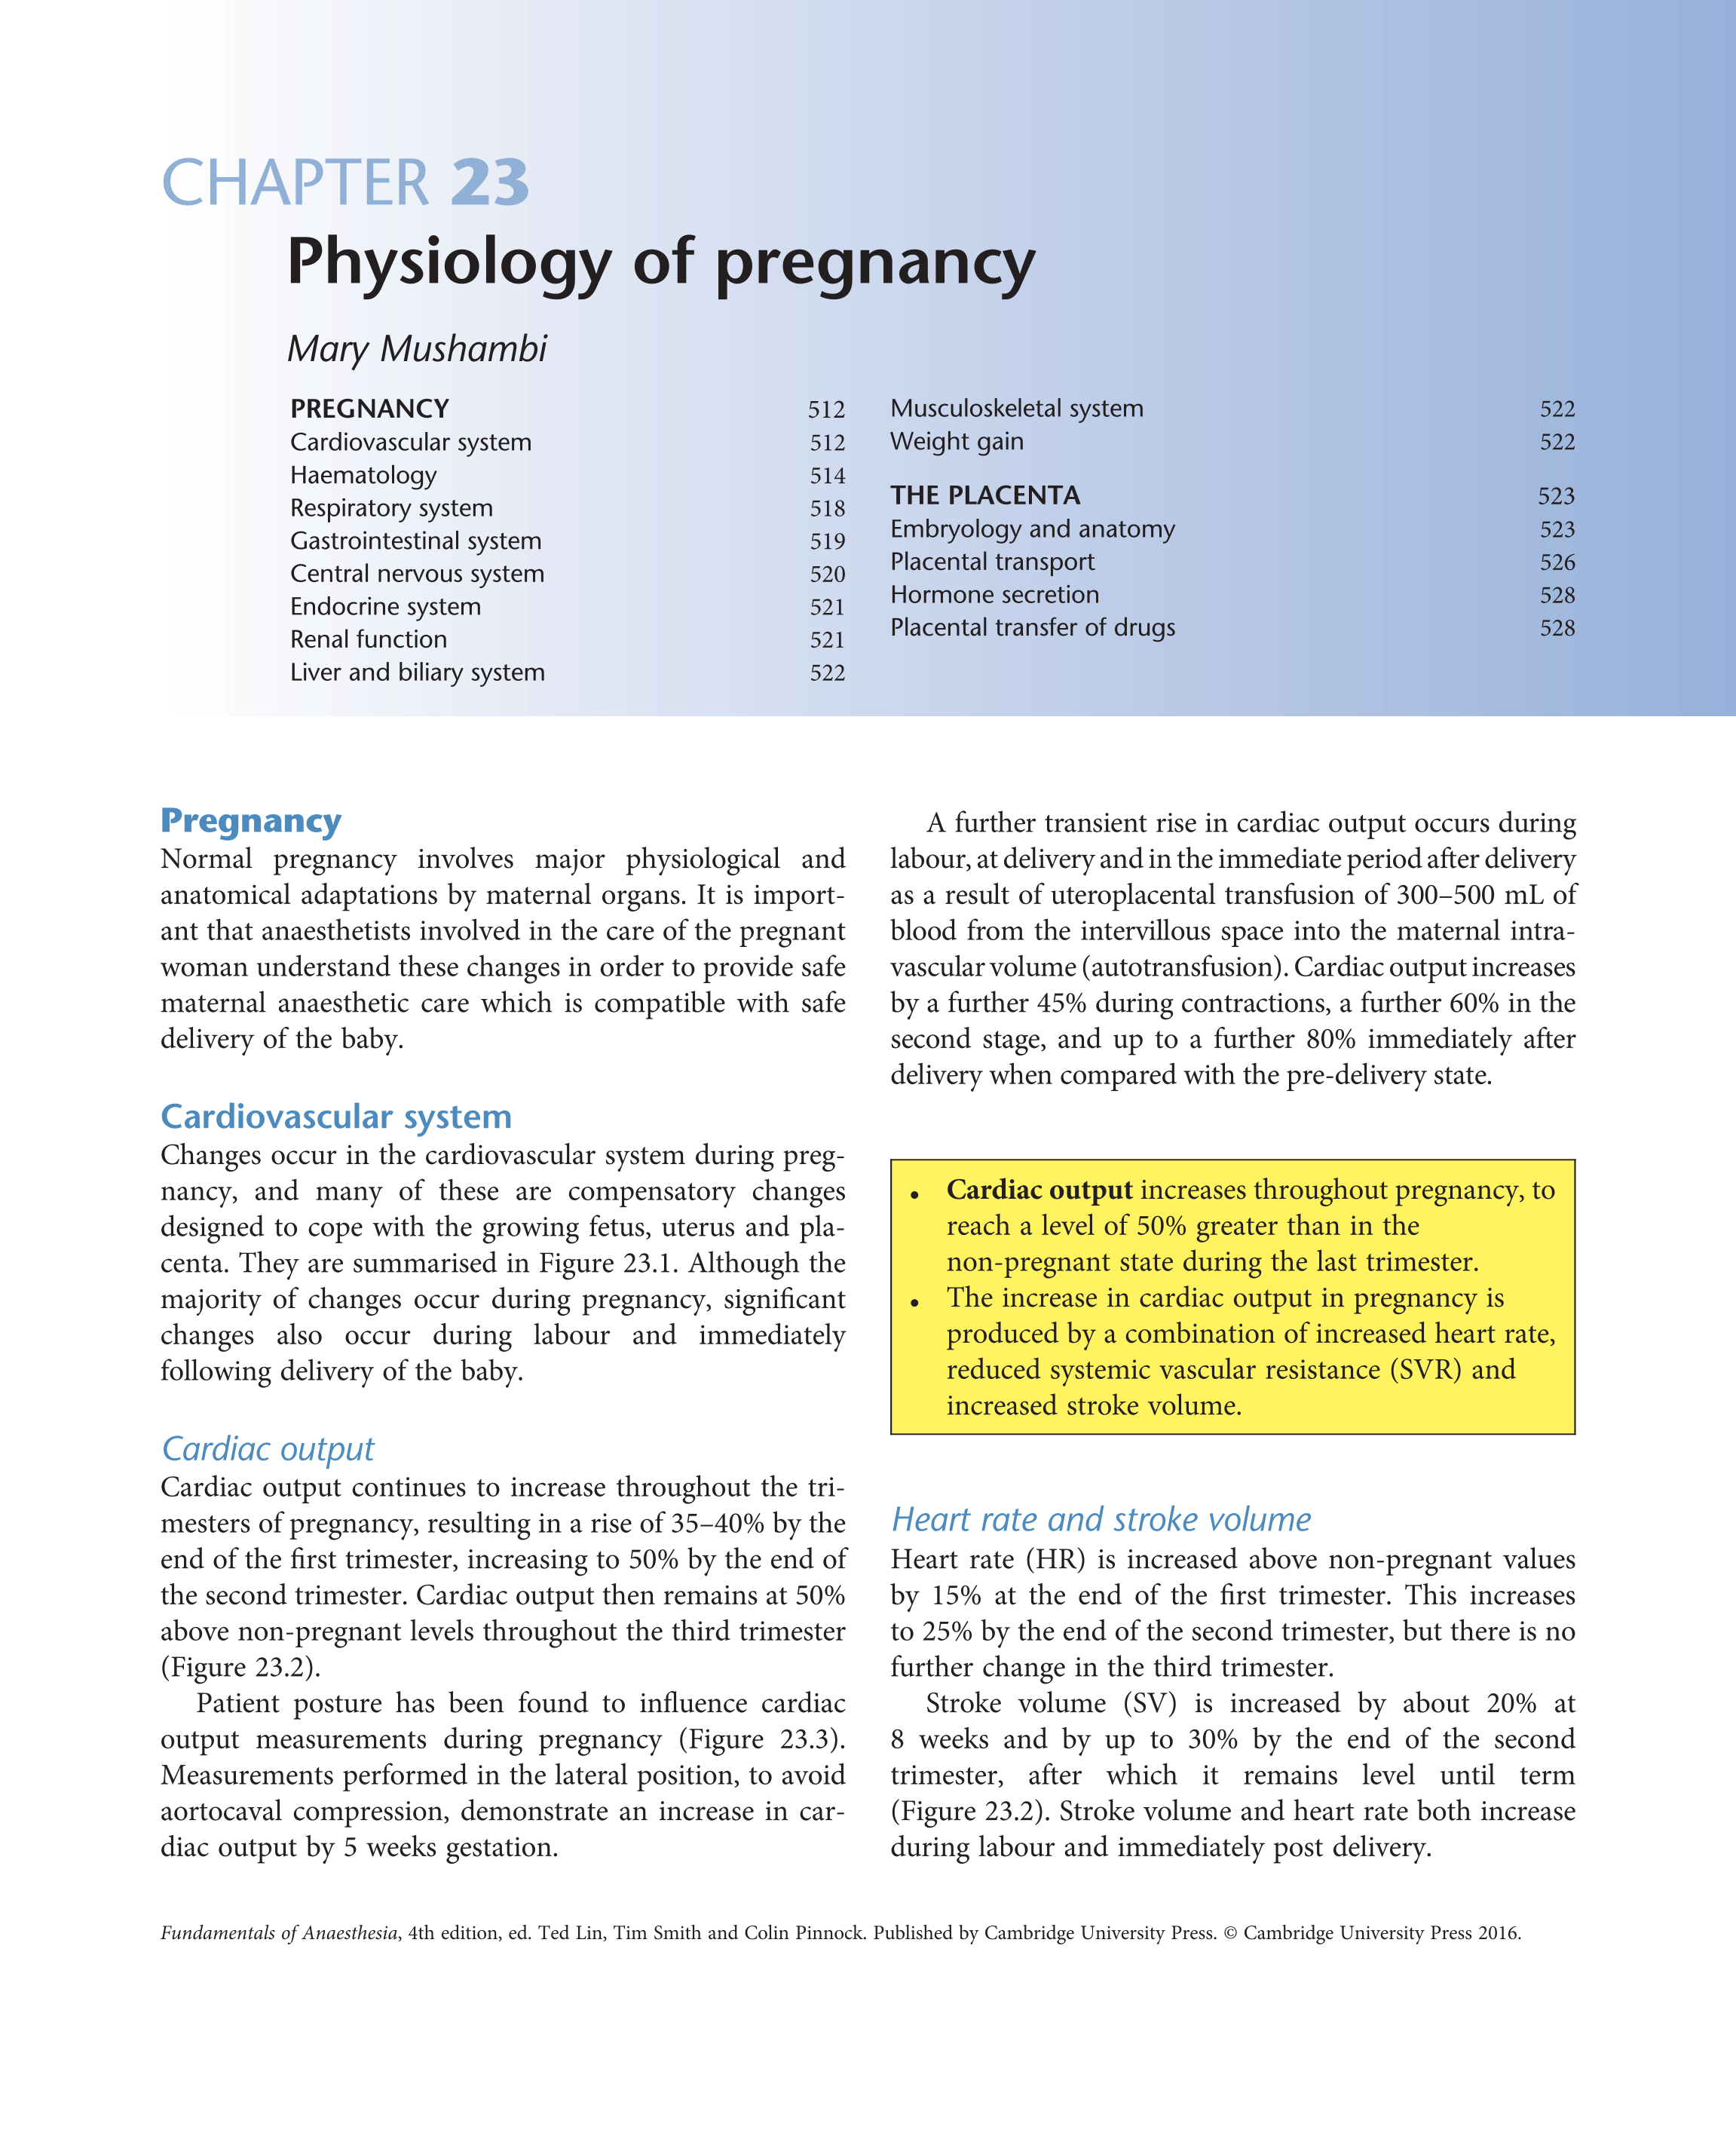 CHAPTER 23
Physiology of pregnancy
Mary Mushambi
PREGNANCY 512
Cardiovascular system 512
Haematology 514
Respiratory system 518
Gastrointestinal system 519
Central nervous system 520
Endocrine system 521
Renal function 521
Liver and biliary system 522
Musculoskeletal system 522
Weight gain 522
THE PLACENTA 523
Embryology and anatomy 523
Placental transport 526
Hormone secretion 528
Placental transfer of drugs 528
Pregnancy
Normal pregnancy involves major physiological and
anatomical adaptations by maternal organs. It is import-
ant that anaesthetists involved in the care of the pregnant
woman understand these changes in order to provide safe
maternal anaesthetic care which is compatible with safe
delivery of the baby.
Cardiovascular system
Changes occur in the cardiovascular system during preg-
nancy, and many of these are compensatory changes
designed to cope with the growing fetus, uterus and pla-
centa. They are summarised in Figure 23.1. Although the
majority of changes occur during pregnancy, significant
changes also occur during labour and immediately
following delivery of the baby.
Cardiac output
Cardiac output continues to increase throughout the tri-
mesters of pregnancy, resulting in a rise of 35–40% by the
end of the first trimester, increasing to 50% by the end of
the second trimester. Cardiac output then remains at 50%
above non-pregnant levels throughout the third trimester
(Figure 23.2).
Patient posture has been found to influence cardiac
output measurements during pregnancy (Figure 23.3).
Measurements performed in the lateral position, to avoid
aortocaval compression, demonstrate an increase in car-
diac output by 5 weeks gestation.
A further transient rise in cardiac output occurs during
labour, at delivery and in the immediate period after delivery
as a result of uteroplacental transfusion of 300–500 mL of
blood from the intervillous space into the maternal intra-
vascular volume (autotransfusion). Cardiac output increases
by a further 45% during contractions, a further 60% in the
second stage, and up to a further 80% immediately after
delivery when compared with the pre-delivery state.
• Cardiac output increases throughout pregnancy, to
reach a level of 50% greater than in the
non-pregnant state during the last trimester.
• The increase in cardiac output in pregnancy is
produced by a combination of increased heart rate,
reduced systemic vascular resistance (SVR) and
increased stroke volume.
Heart rate and stroke volume
Heart rate (HR) is increased above non-pregnant values
by 15% at the end of the first trimester. This increases
to 25% by the end of the second trimester, but there is no
further change in the third trimester.
Stroke volume (SV) is increased by about 20% at
8 weeks and by up to 30% by the end of the second
trimester, after which it remains level until term
(Figure 23.2). Stroke volume and heart rate both increase
during labour and immediately post delivery.
Fundamentals of Anaesthesia, 4th edition, ed. Ted Lin, Tim Smith and Colin Pinnock. Published by Cambridge University Press. © Cambridge University Press 2016.